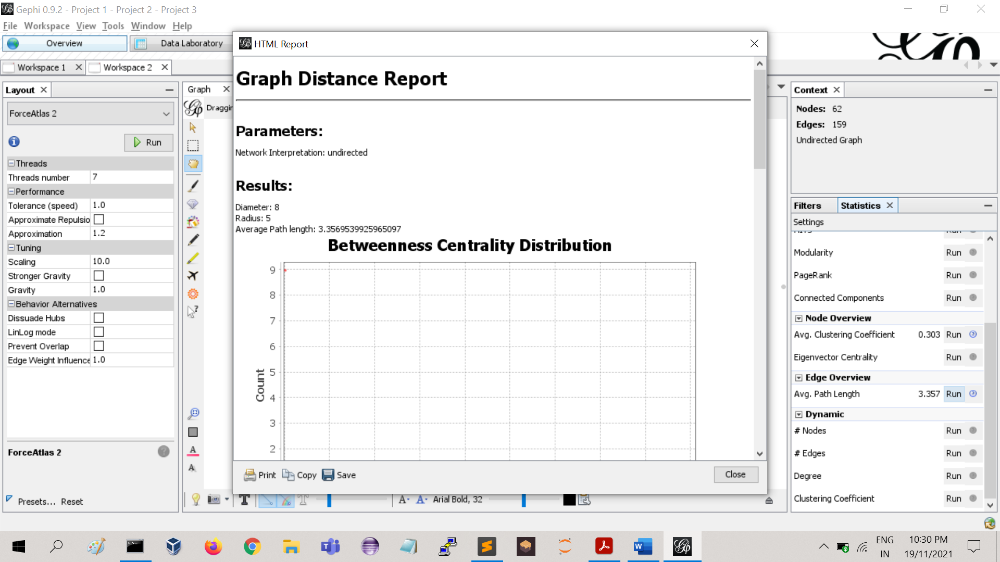 Gephi 0.9.2 - Project 1 - Project 2 - Project 3
File Workspace View Tools Window Help
Overview
Data Laboratory
Workspace 1
Workspace 2
Layout
ForceAtlas 2
Run
Threads
Threads number 7
Performance
Tolerance (speed) 1.0
Approximate Repulsio
Approximation 1.2
Tuning
Scaling 10.0
Stronger Gravity
Gravity 1.0
Behavior Alternatives
Dissuade Hubs
LinLog mode
Prevent Overlap
Edge Weight Influence 1.0
ForceAtlas 2
Presets... Reset
Graph
Draggin
HTML Report
Graph Distance Report
Parameters:
Network Interpretation: undirected
Results:
Diameter: 8
Radius: 5
Average Path length: 3.3569539925965097
Betweenness Centrality Distribution
9
8
7
6
5
4
3
2
Count
Print Copy Save
Close
Arial Bold, 32
Context
Nodes: 62
Edges: 159
Undirected Graph
Filters
Statistics
Settings
Modularity Run
PageRank Run
Connected Components Run
Node Overview
Avg. Clustering Coefficient 0.303 Run
Eigenvector Centrality Run
Edge Overview
Avg. Path Length 3.357 Run
Dynamic
# Nodes Run
# Edges Run
Degree Run
Clustering Coefficient Run
ENG
IN
10:30 PM
19/11/2021